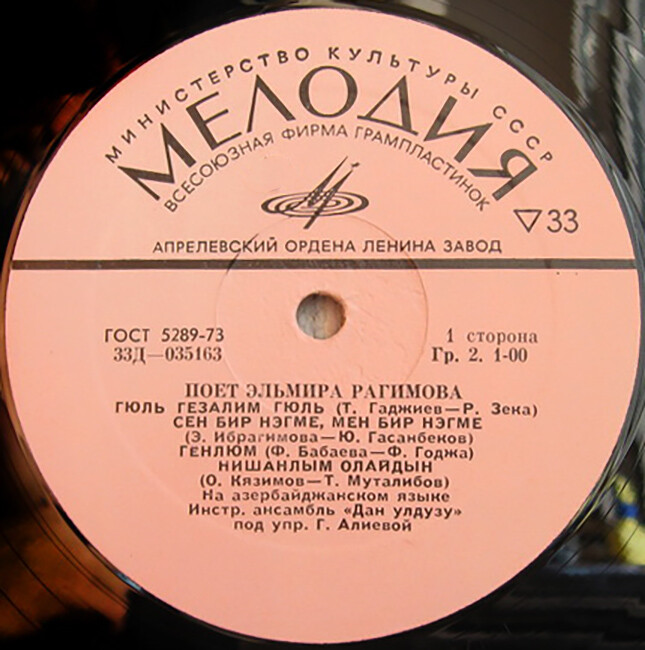 МИНИСТЕРСТВО КУЛЬТУРЫ СССР
МЕЛОДИЯ
ВСЕСОЮЗНАЯ ФИРМА ГРАМПЛАСТИНОК
33
АПРЕЛЕВСКИЙ ОРДЕНА ЛЕНИНА ЗАВОД
ГОСТ 5289-73
33Д—035163
1 сторона
Гр. 2. 1-00
ПОЕТ ЭЛЬМИРА РАГИМОВА
ГЮЛЬ ГЕЗАЛИМ ГЮЛЬ (Т. Гаджиев—Р. Зека)
СЕН БИР НЭГМЕ, МЕН БИР НЭГМЕ
(Э. Ибрагимова—Ю. Гасанбеков)
ГЕНЛЮМ (Ф. Бабаева—Ф. Годжа)
НИШАНЛЫМ ОЛАЙДЫН
(О. Кязимов—Т. Муталибов)
На азербайджанском языке
Инстр. ансамбль «Дан улдузу»
под упр. Г. Алиевой